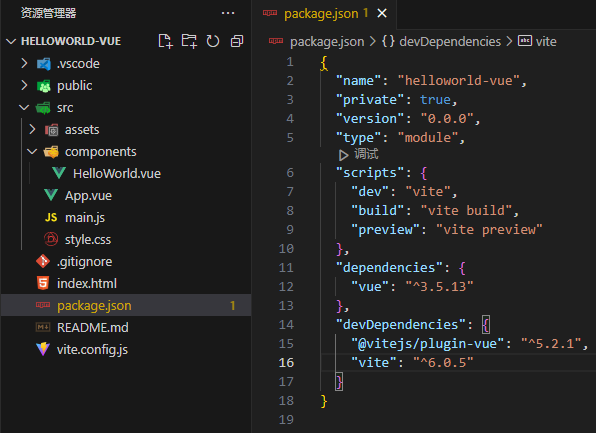 资源管理器
HELLOWORLD-VUE
.vscode
public
src
assets
components
HelloWorld.vue
App.vue
JS main.js
style.css
.gitignore
index.html
package.json 1
README.md
vite.config.js
package.json 1
package.json > {} devDependencies > abc vite
1 {
2 "name": "helloworld-vue",
3 "private": true,
4 "version": "0.0.0",
5 "type": "module",
调试
6 "scripts": {
7 "dev": "vite",
8 "build": "vite build",
9 "preview": "vite preview"
10 },
11 "dependencies": {
12 "vue": "^3.5.13"
13 },
14 "devDependencies": {
15 "@vitejs/plugin-vue": "^5.2.1",
16 "vite": "^6.0.5"
17 }
18 }
19